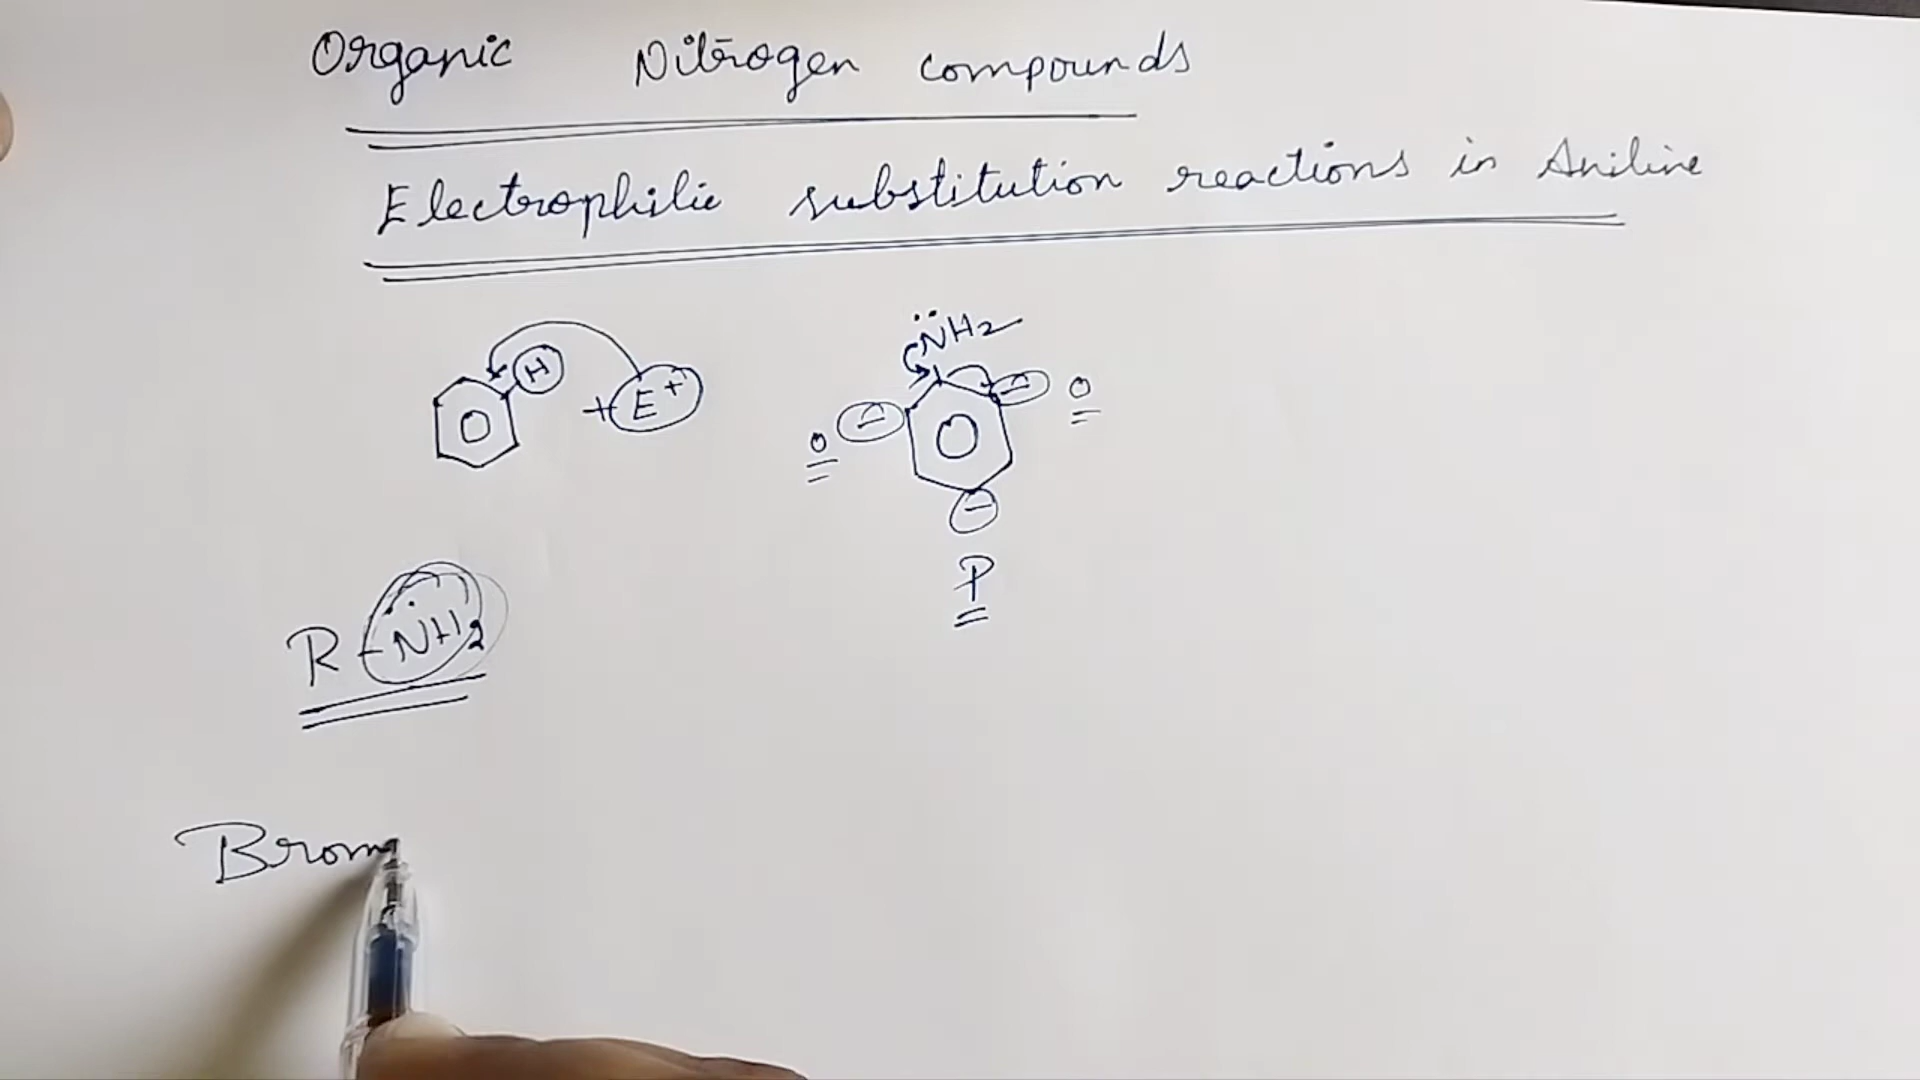 Organic Nitrogen compounds
Electrophilic substitution reactions in Aniline
H
+ E+
NH2
O
O
P
R-NH2
Brom